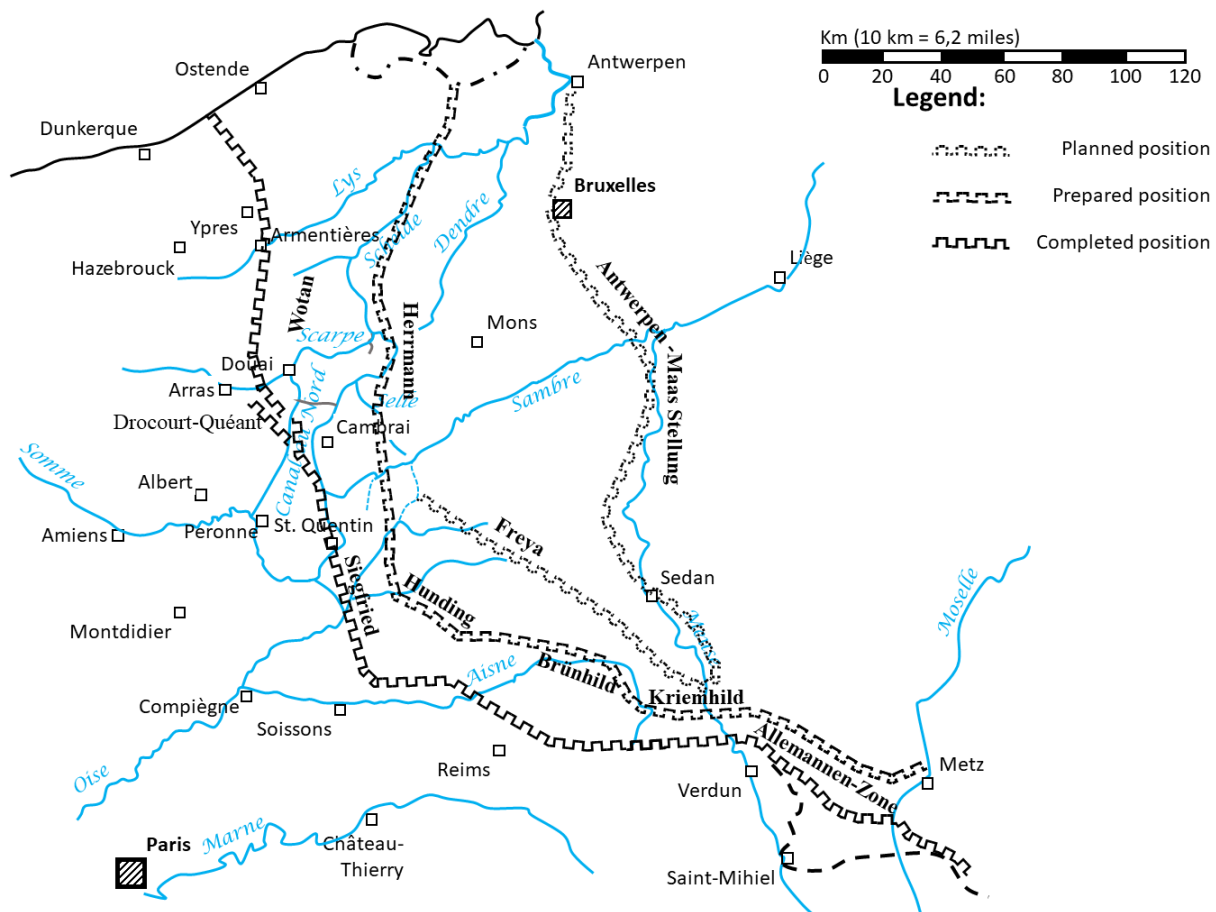 Km (10 km = 6,2 miles)
0 20 40 60 80 100 120
Legend:
Planned position
Prepared position
Completed position
Antwerpen
Ostende
Dunkerque
Bruxelles
Lys
Ypres
Armentières
Schelde
Dendre
Hazebrouck
Liège
Wotan
Antwerpen - Maas Stellung
Herrmann
Mons
Scarpe
Douai
Arras
Selle
Sambre
Drocourt-Quéant
Canal du Nord
Cambrai
Somme
Albert
Amiens
Peronne
St. Quentin
Freya
Siegfried
Sedan
Hunding
Montdidier
Meuse
Moselle
Brunhild
Aisne
Kriemhild
Compiègne
Soissons
Allemannen-Zone
Reims
Metz
Oise
Verdun
Paris
Marne
Château-
Thierry
Saint-Mihiel